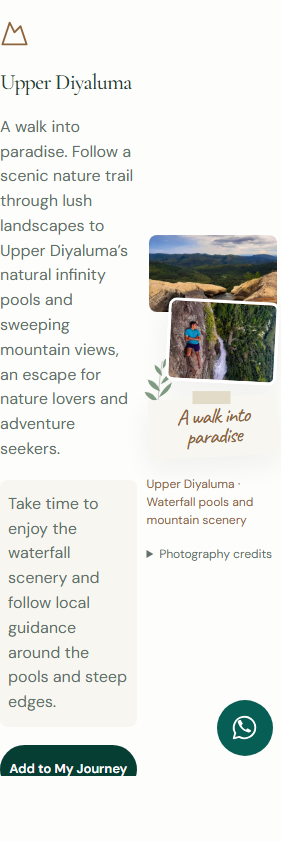 Upper Diyaluma
A walk into
paradise. Follow a
scenic nature trail
through lush
landscapes to
Upper Diyaluma’s
natural infinity
pools and
sweeping
mountain views,
an escape for
nature lovers and
adventure
seekers.
Take time to
enjoy the
waterfall
scenery and
follow local
guidance
around the
pools and steep
edges.
Add to My Journey
A walk into
paradise
Upper Diyaluma ·
Waterfall pools and
mountain scenery
Photography credits